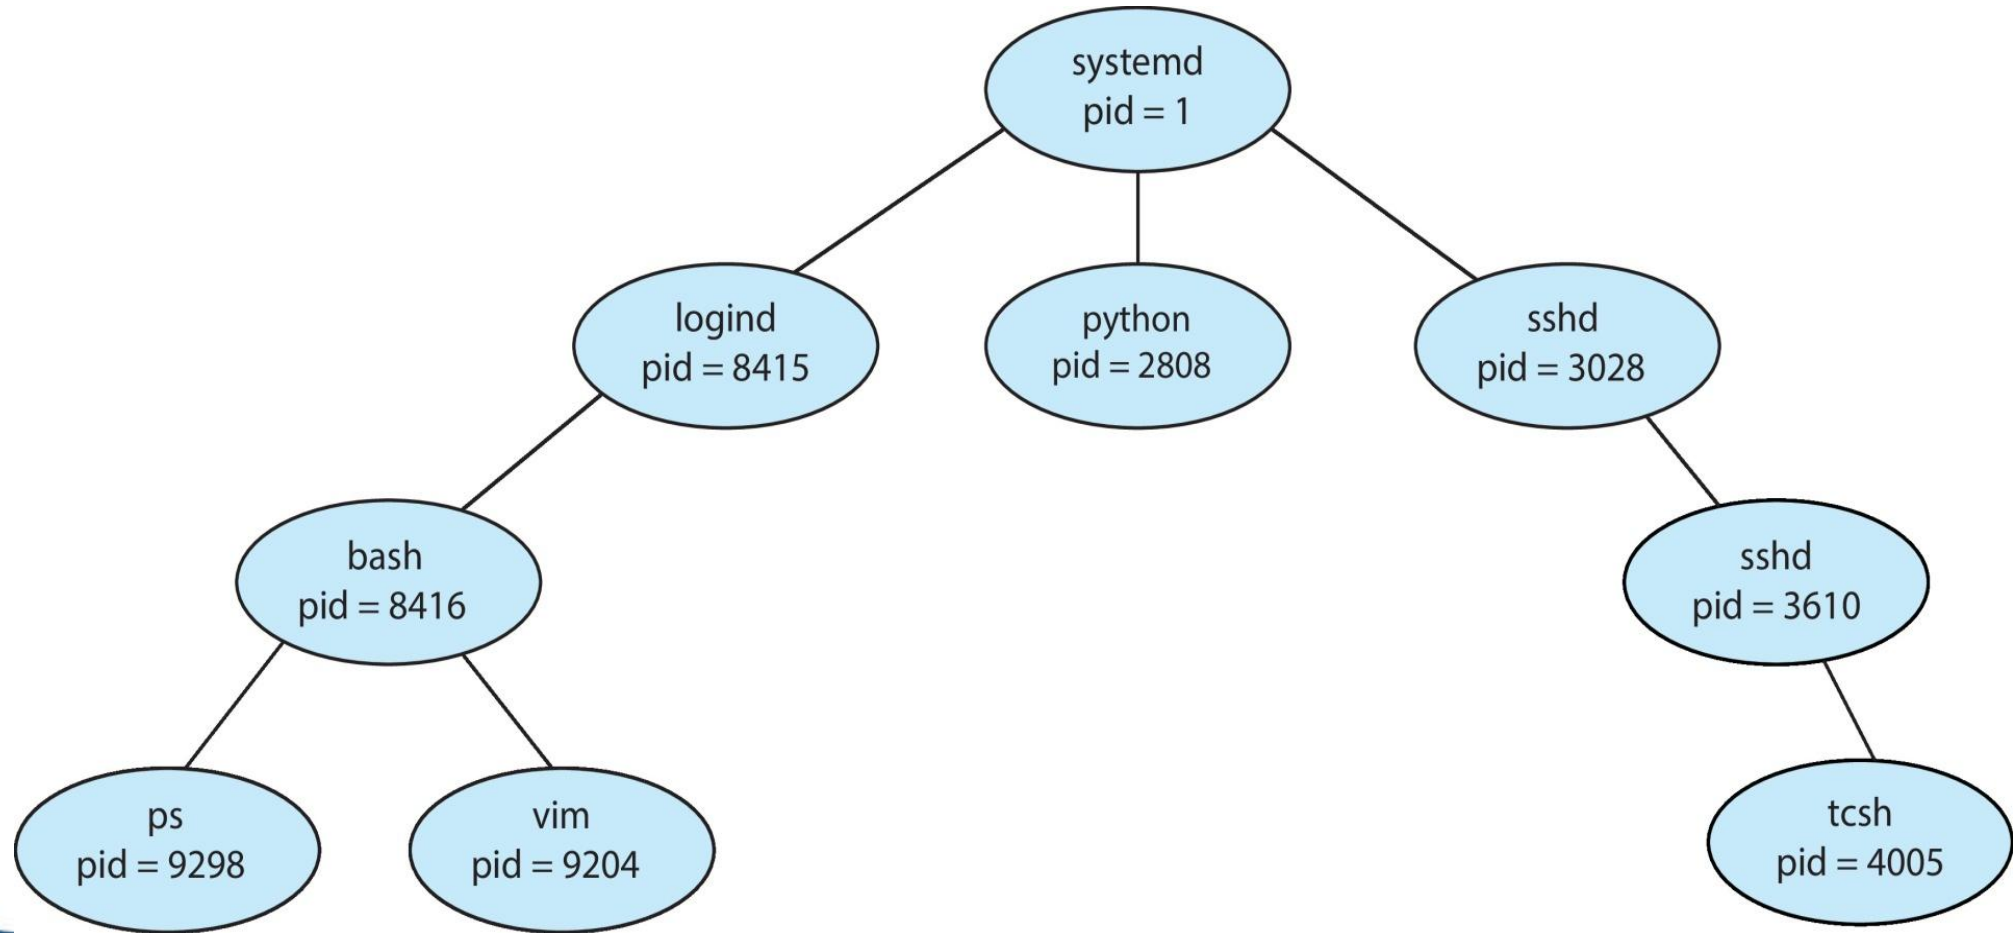 systemd
pid = 1
logind
pid = 8415
python
pid = 2808
sshd
pid = 3028
bash
pid = 8416
sshd
pid = 3610
ps
pid = 9298
vim
pid = 9204
tcsh
pid = 4005